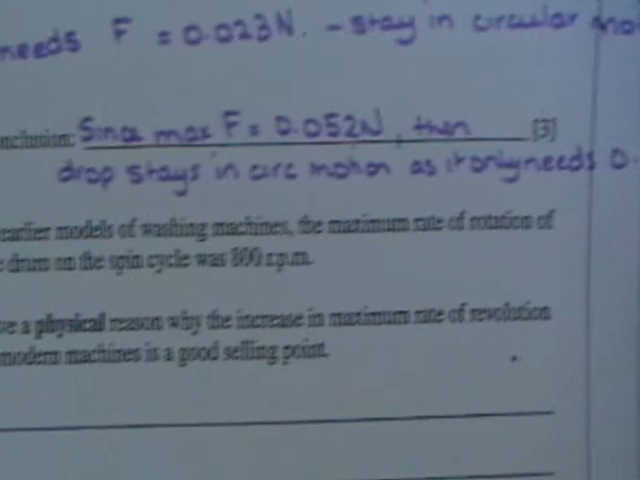 needs F = 0.023N. - stay in circular mo
nclusion: Since max F = 0.052N, then [3]
drop stays in circ motion as it only needs 0.
earlier models of washing machines, the maximum rate of rotation of
e drum on the spin cycle was 800 r.p.m.
ve a physical reason why the increase in maximum rate of revolution
modern machines is a good selling point.